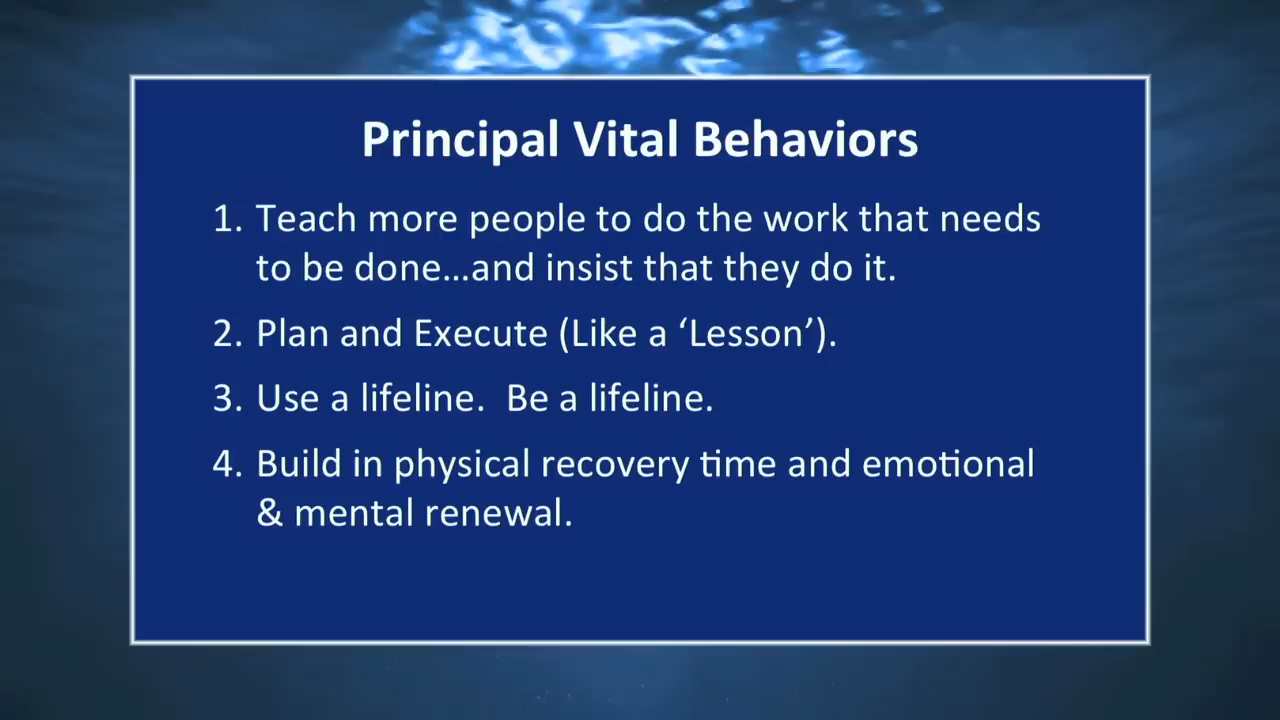 Principal Vital Behaviors
1. Teach more people to do the work that needs
to be done…and insist that they do it.
2. Plan and Execute (Like a ‘Lesson’).
3. Use a lifeline.  Be a lifeline.
4. Build in physical recovery time and emotional
& mental renewal.